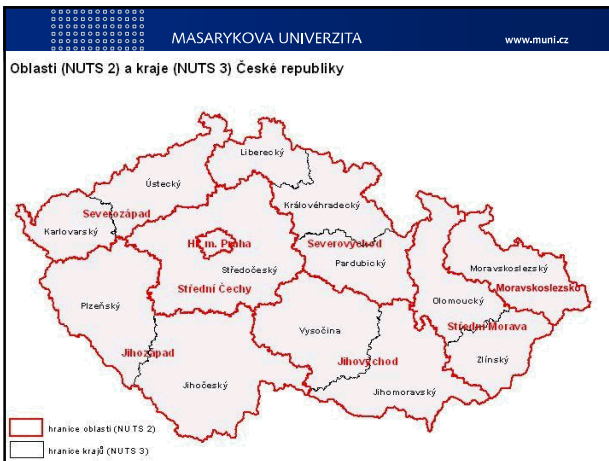 MASARYKOVA UNIVERZITA www.muni.cz
Oblasti (NUTS 2) a kraje (NUTS 3) České republiky
Liberecký
Ústecký
Královéhradecký
Severozápad
Karlovarský
Hl. m. Praha
Severovýchod
Pardubický
Středočeský
Moravskoslezský
Střední Čechy
Moravskoslezsko
Plzeňský
Olomoucký
Vysočina
Střední Morava
Jihozápad
Jihovýchod
Zlínský
Jihočeský
Jihomoravský
hranice oblastí (NUTS 2)
hranice krajů (NUTS 3)